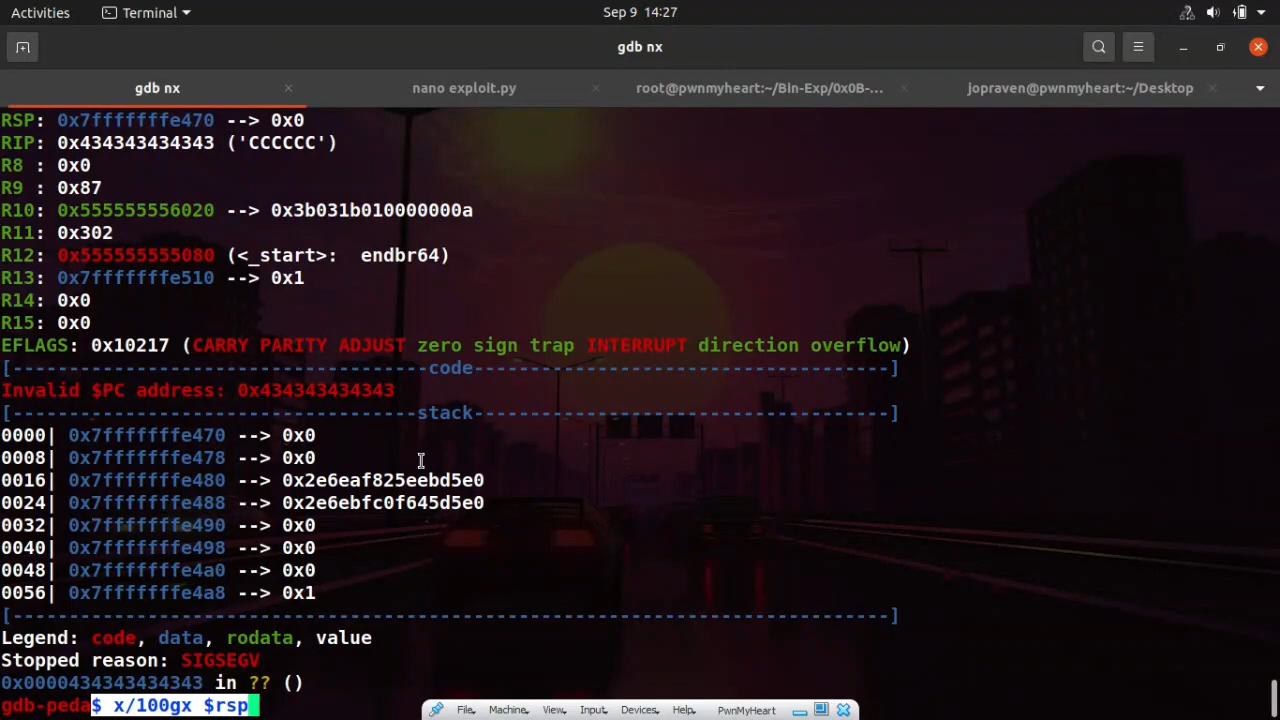 Activities Terminal Sep 9 14:27
gdb nx
gdb nx nano exploit.py root@pwnmyheart:~/Bin-Exp/0x0B-... jopraven@pwnmyheart:~/Desktop
RSP: 0x7fffffffe470 --> 0x0
RIP: 0x434343434343 ('CCCCCC')
R8 : 0x0
R9 : 0x87
R10: 0x555555556020 --> 0x3b031b010000000a
R11: 0x302
R12: 0x555555555080 (<_start>: endbr64)
R13: 0x7fffffffe510 --> 0x1
R14: 0x0
R15: 0x0
EFLAGS: 0x10217 (CARRY PARITY ADJUST zero sign trap INTERRUPT direction overflow)
[-------------------------------------code-------------------------------------]
Invalid $PC address: 0x434343434343
[------------------------------------stack-------------------------------------]
0000| 0x7fffffffe470 --> 0x0
0008| 0x7fffffffe478 --> 0x0
0016| 0x7fffffffe480 --> 0x2e6eaf825eebd5e0
0024| 0x7fffffffe488 --> 0x2e6ebfc0f645d5e0
0032| 0x7fffffffe490 --> 0x0
0040| 0x7fffffffe498 --> 0x0
0048| 0x7fffffffe4a0 --> 0x0
0056| 0x7fffffffe4a8 --> 0x1
[------------------------------------------------------------------------------]
Legend: code, data, rodata, value
Stopped reason: SIGSEGV
0x0000434343434343 in ?? ()
gdb-peda$ x/100gx $rsp
File Machine View Input Devices Help PwnMyHeart